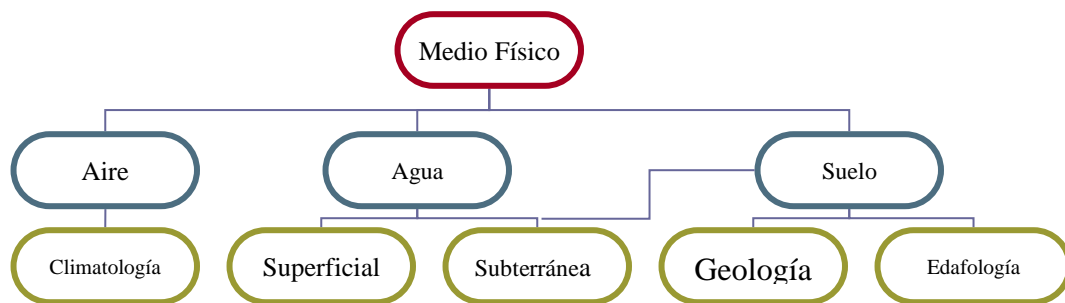 Medio Físico
Aire
Agua
Suelo
Climatología
Superficial
Subterránea
Geología
Edafología